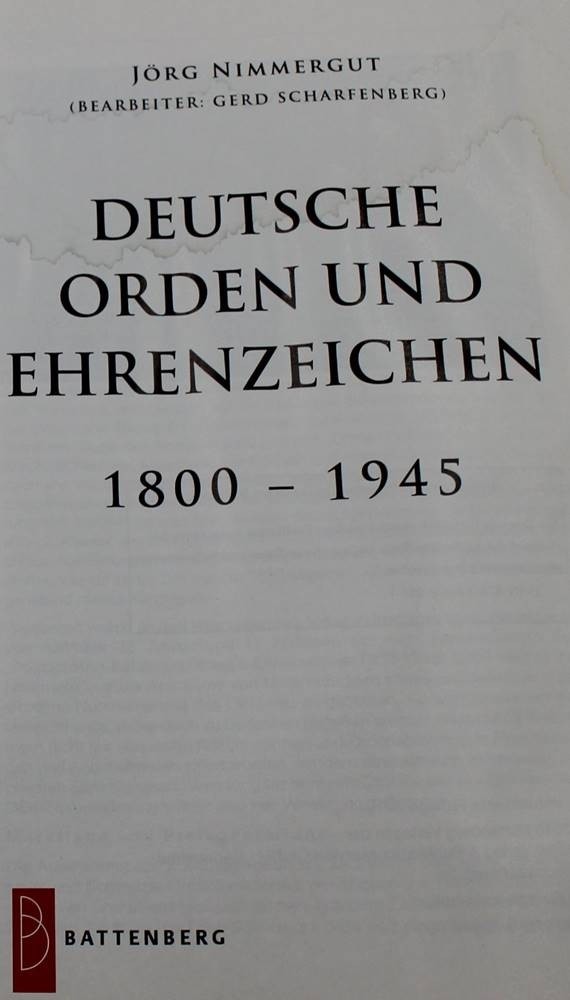 JÖRG NIMMERGUT
(BEARBEITER: GERD SCHARFENBERG)
DEUTSCHE
ORDEN UND
EHRENZEICHEN
1800 – 1945
BATTENBERG